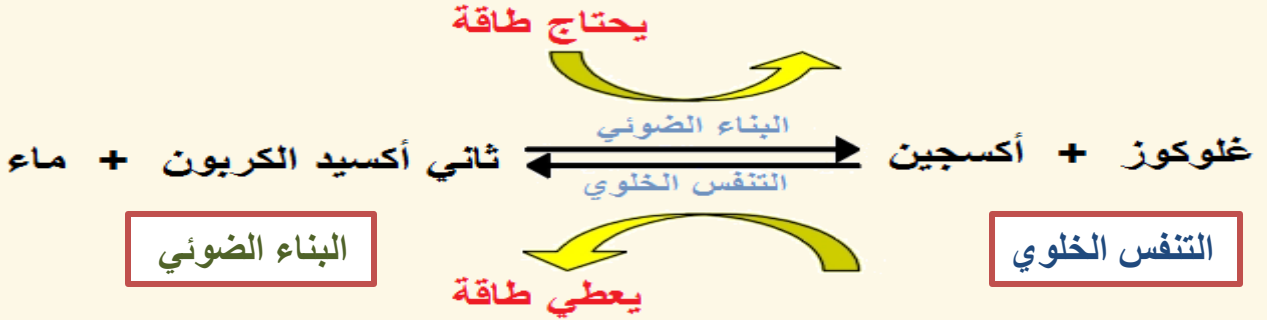 يحتاج طاقة
البناء الضوئي
غلوكوز + أكسجين
ثاني أكسيد الكربون + ماء
التنفس الخلوي
التنفس الخلوي
البناء الضوئي
يعطي طاقة